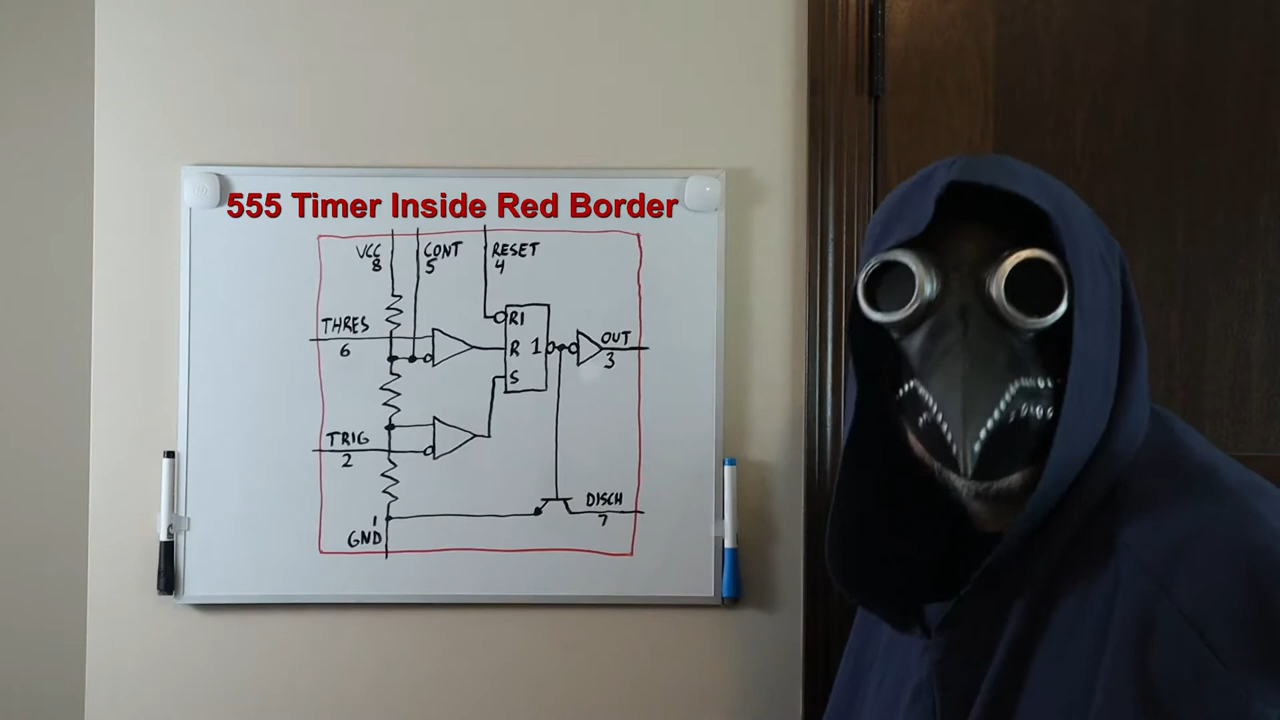 555 Timer Inside Red Border
VCC
8
CONT
5
RESET
4
THRES
6
R1
R
1
S
OUT
3
TRIG
2
DISCH
7
1
GND